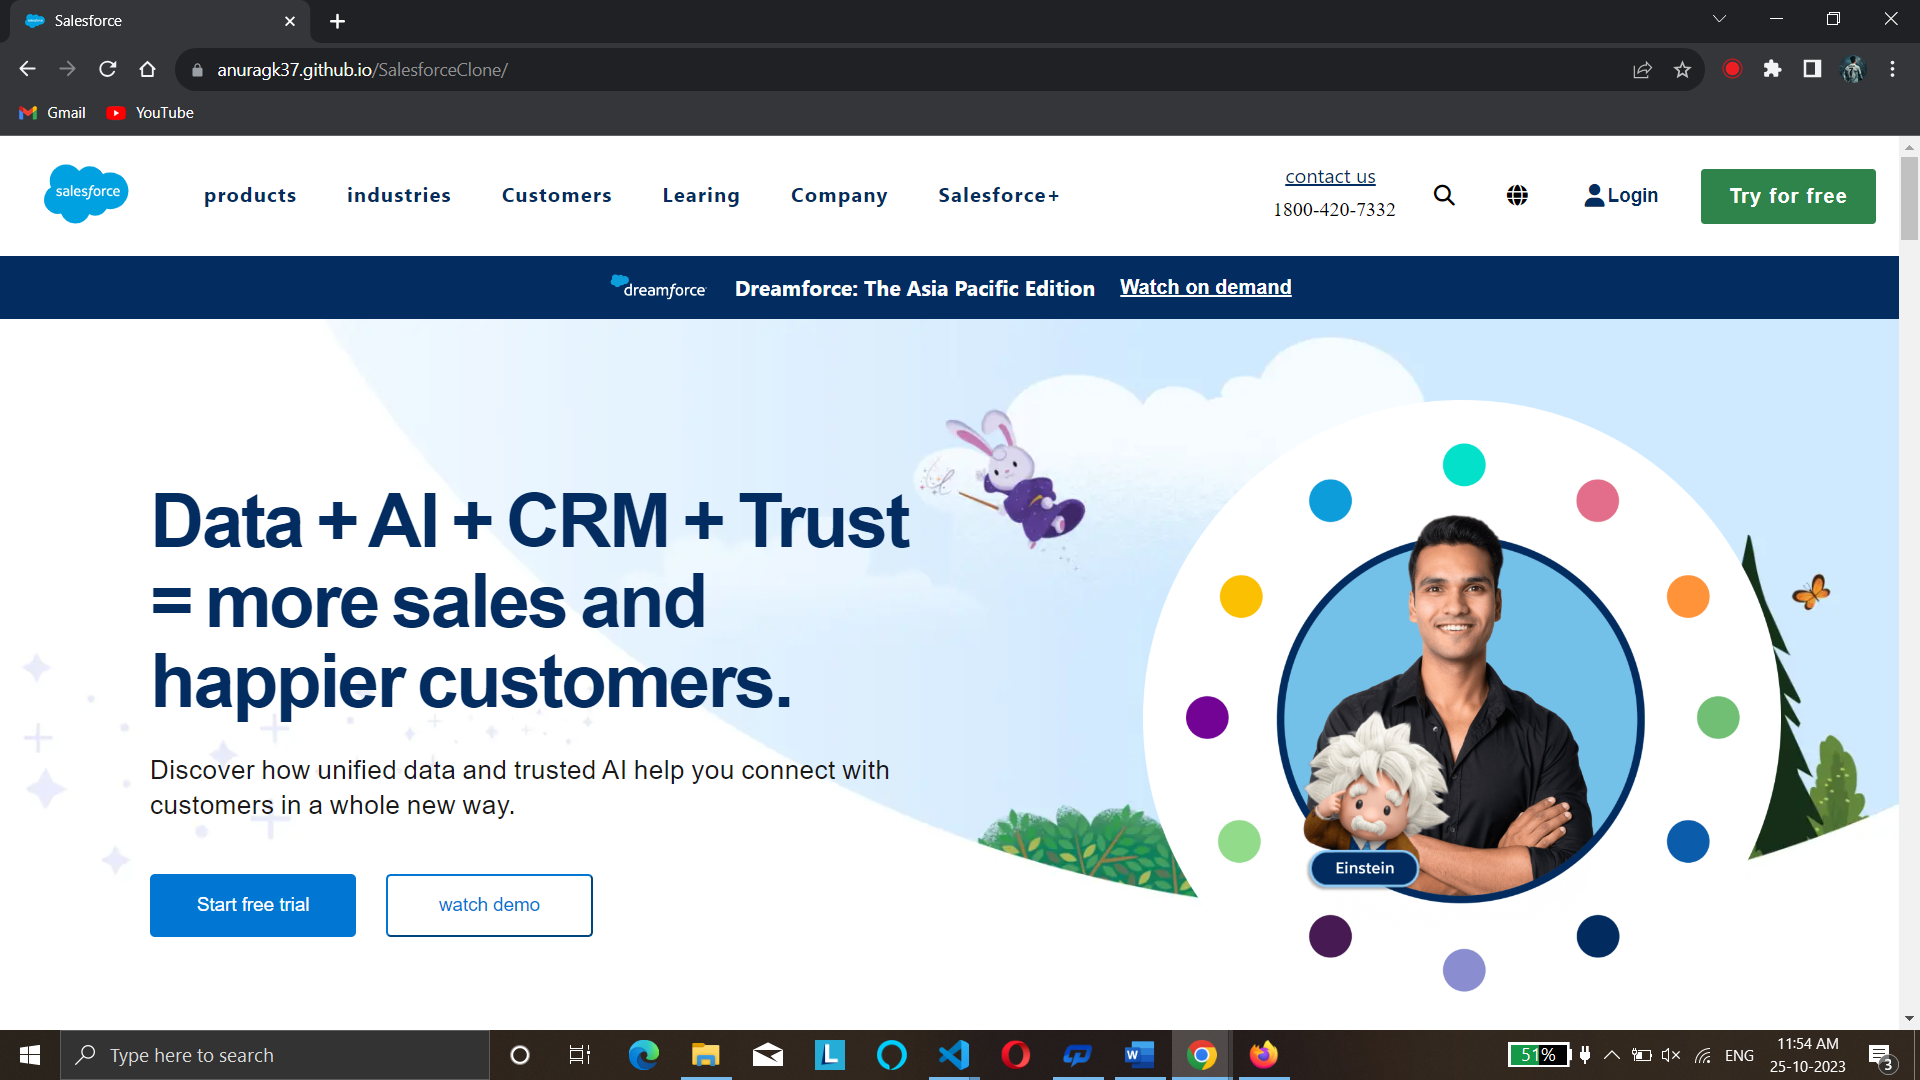 Salesforce
anuragk37.github.io/SalesforceClone/
Gmail YouTube
salesforce
products industries Customers Learing Company Salesforce+
contact us
1800-420-7332
Login
Try for free
dreamforce Dreamforce: The Asia Pacific Edition Watch on demand
Data + AI + CRM + Trust
= more sales and
happier customers.
Discover how unified data and trusted AI help you connect with
customers in a whole new way.
Start free trial watch demo
Einstein
Type here to search
L
W
51%
ENG
11:54 AM
25-10-2023
3